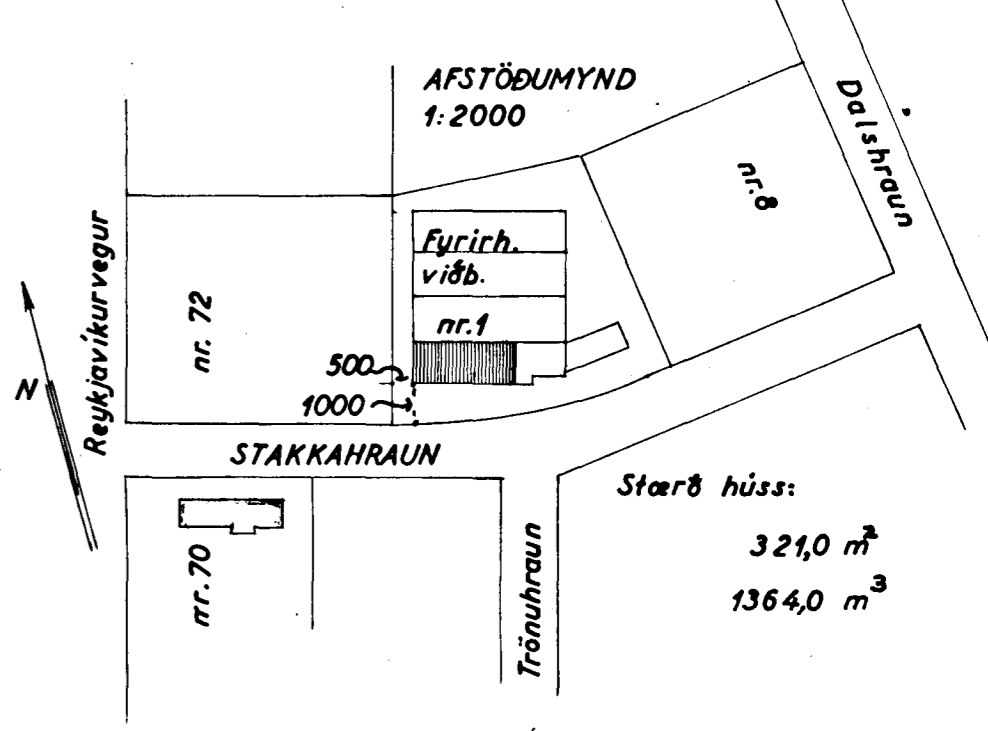 AFSTÖÐUMYND
1:2000
Dalshraun
nr.8
Fyrirh.
viðb.
nr.1
Reykjavíkurvegur
nr. 72
500
1000
N
STAKKAHRAUN
Stærð húss:
321,0 m²
1364,0 m³
nr.70
Trönuhraun